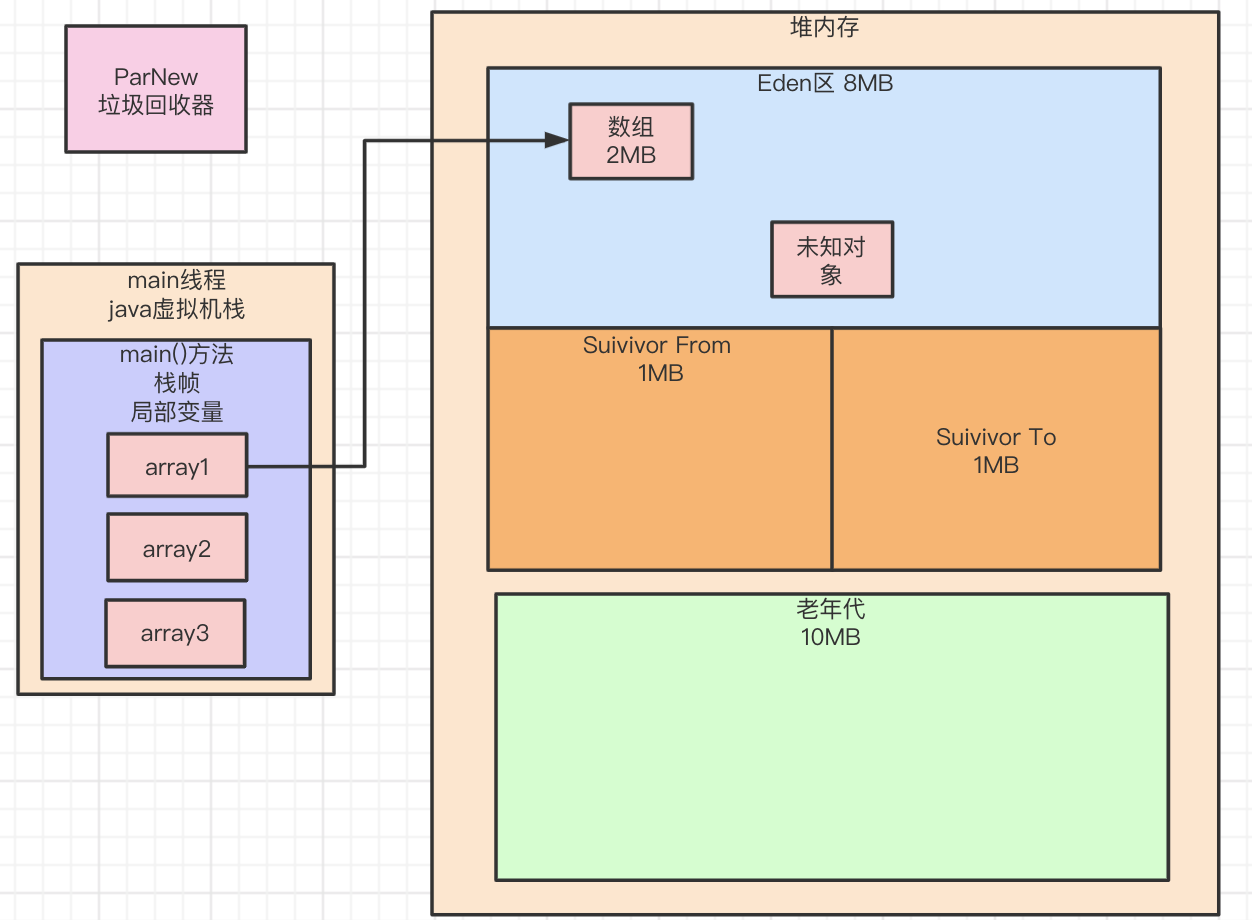 ParNew
垃圾回收器
main线程
java虚拟机栈
main()方法
栈帧
局部变量
array1
array2
array3
堆内存
Eden区 8MB
数组
2MB
未知对
象
Suivivor From
1MB
Suivivor To
1MB
老年代
10MB